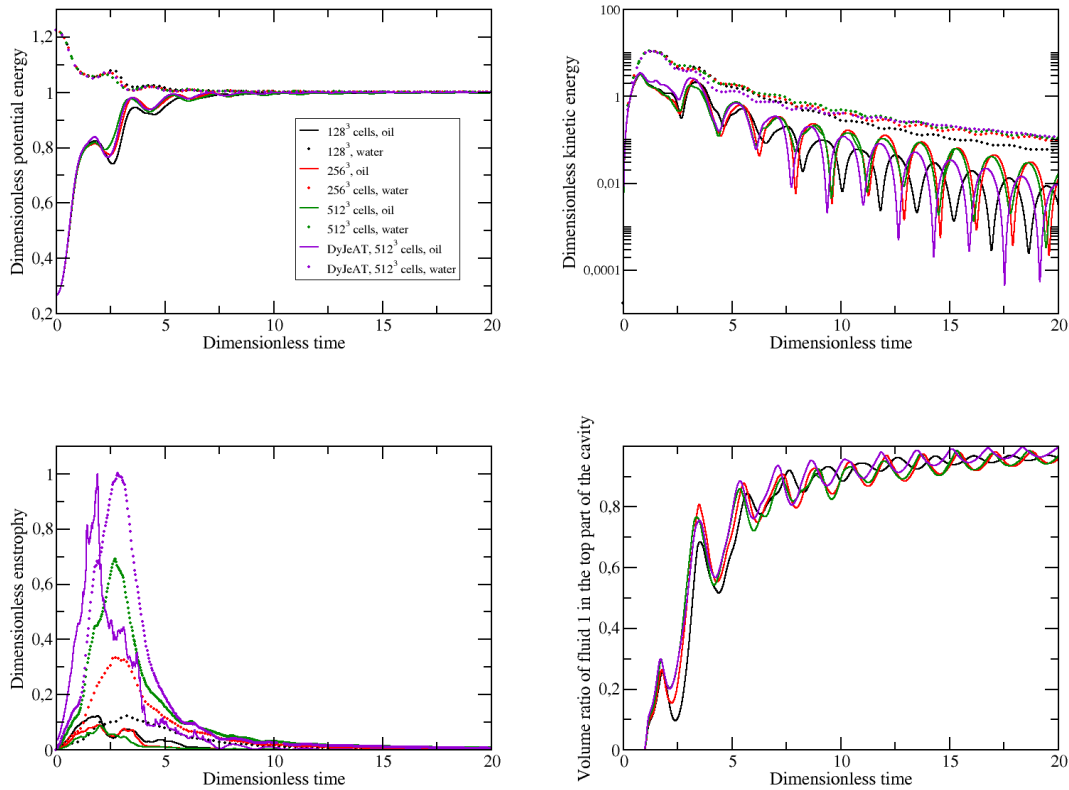 1,2
1
0,8
0,6
0,4
0,2
0
5
10
15
20
Dimensionless potential energy
Dimensionless time
128³ cells, oil
128³, water
256³, oil
256³ cells, water
512³ cells, oil
512³ cells, water
DyJeAT, 512³ cells, oil
DyJeAT, 512³ cells, water
100
1
0,01
0,0001
0
5
10
15
20
Dimensionless kinetic energy
Dimensionless time
1
0,8
0,6
0,4
0,2
0
0
5
10
15
20
Dimensionless enstrophy
Dimensionless time
0,8
0,6
0,4
0,2
0
0
5
10
15
20
Volume ratio of fluid 1 in the top part of the cavity
Dimensionless time